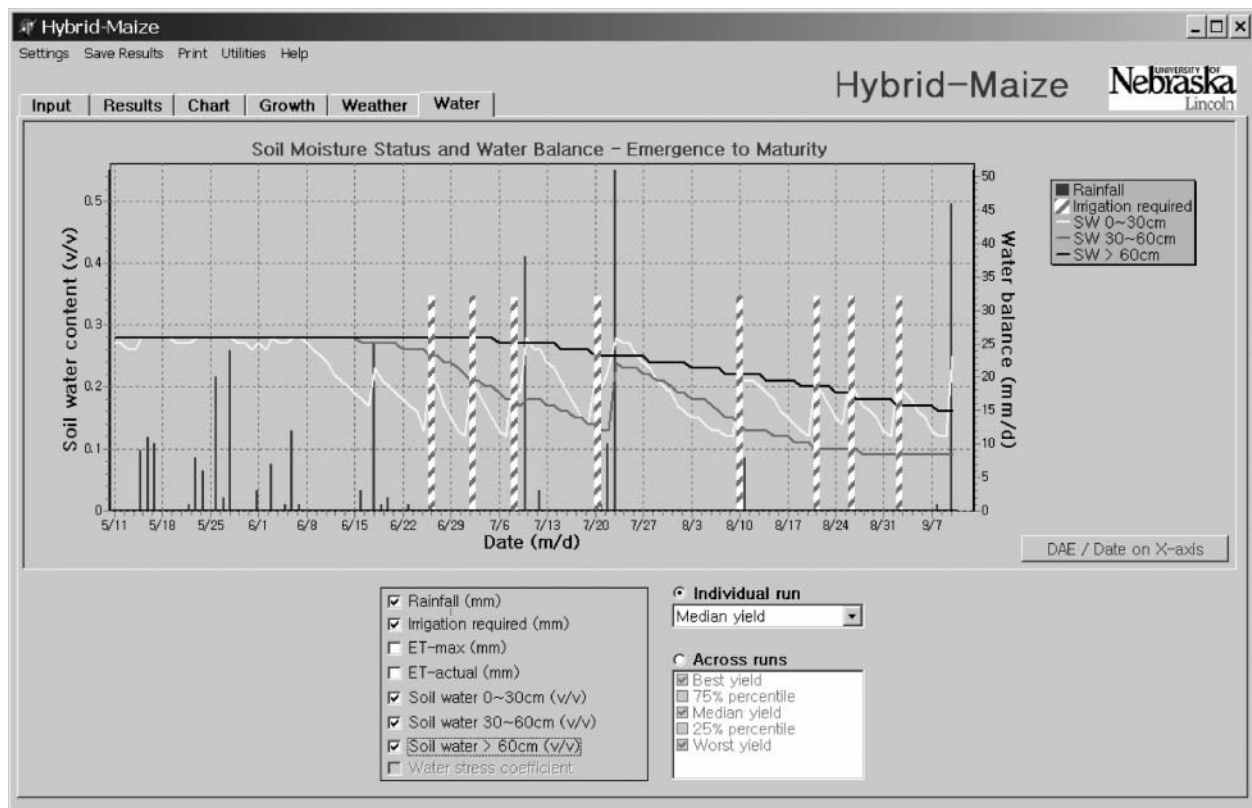 Hybrid-Maize
Settings Save Results Print Utilities Help
Hybrid-Maize
UNIVERSITY OF
Nebraska
Lincoln
Input Results Chart Growth Weather Water
Soil Moisture Status and Water Balance - Emergence to Maturity
Soil water content (v/v)
0.5
0.4
0.3
0.2
0.1
0
50
45
40
35
30
25
20
15
10
5
0
Water balance (mm/d)
5/11 5/18 5/25 6/1 6/8 6/15 6/22 6/29 7/6 7/13 7/20 7/27 8/3 8/10 8/17 8/24 8/31 9/7
Date (m/d)
Rainfall
Irrigation required
SW 0~30cm
SW 30~60cm
SW > 60cm
DAE / Date on X-axis
Rainfall (mm)
Irrigation required (mm)
ET-max (mm)
ET-actual (mm)
Soil water 0~30cm (v/v)
Soil water 30~60cm (v/v)
Soil water > 60cm (v/v)
Water stress coefficient
Individual run
Median yield
Across runs
Best yield
75% percentile
Median yield
25% percentile
Worst yield